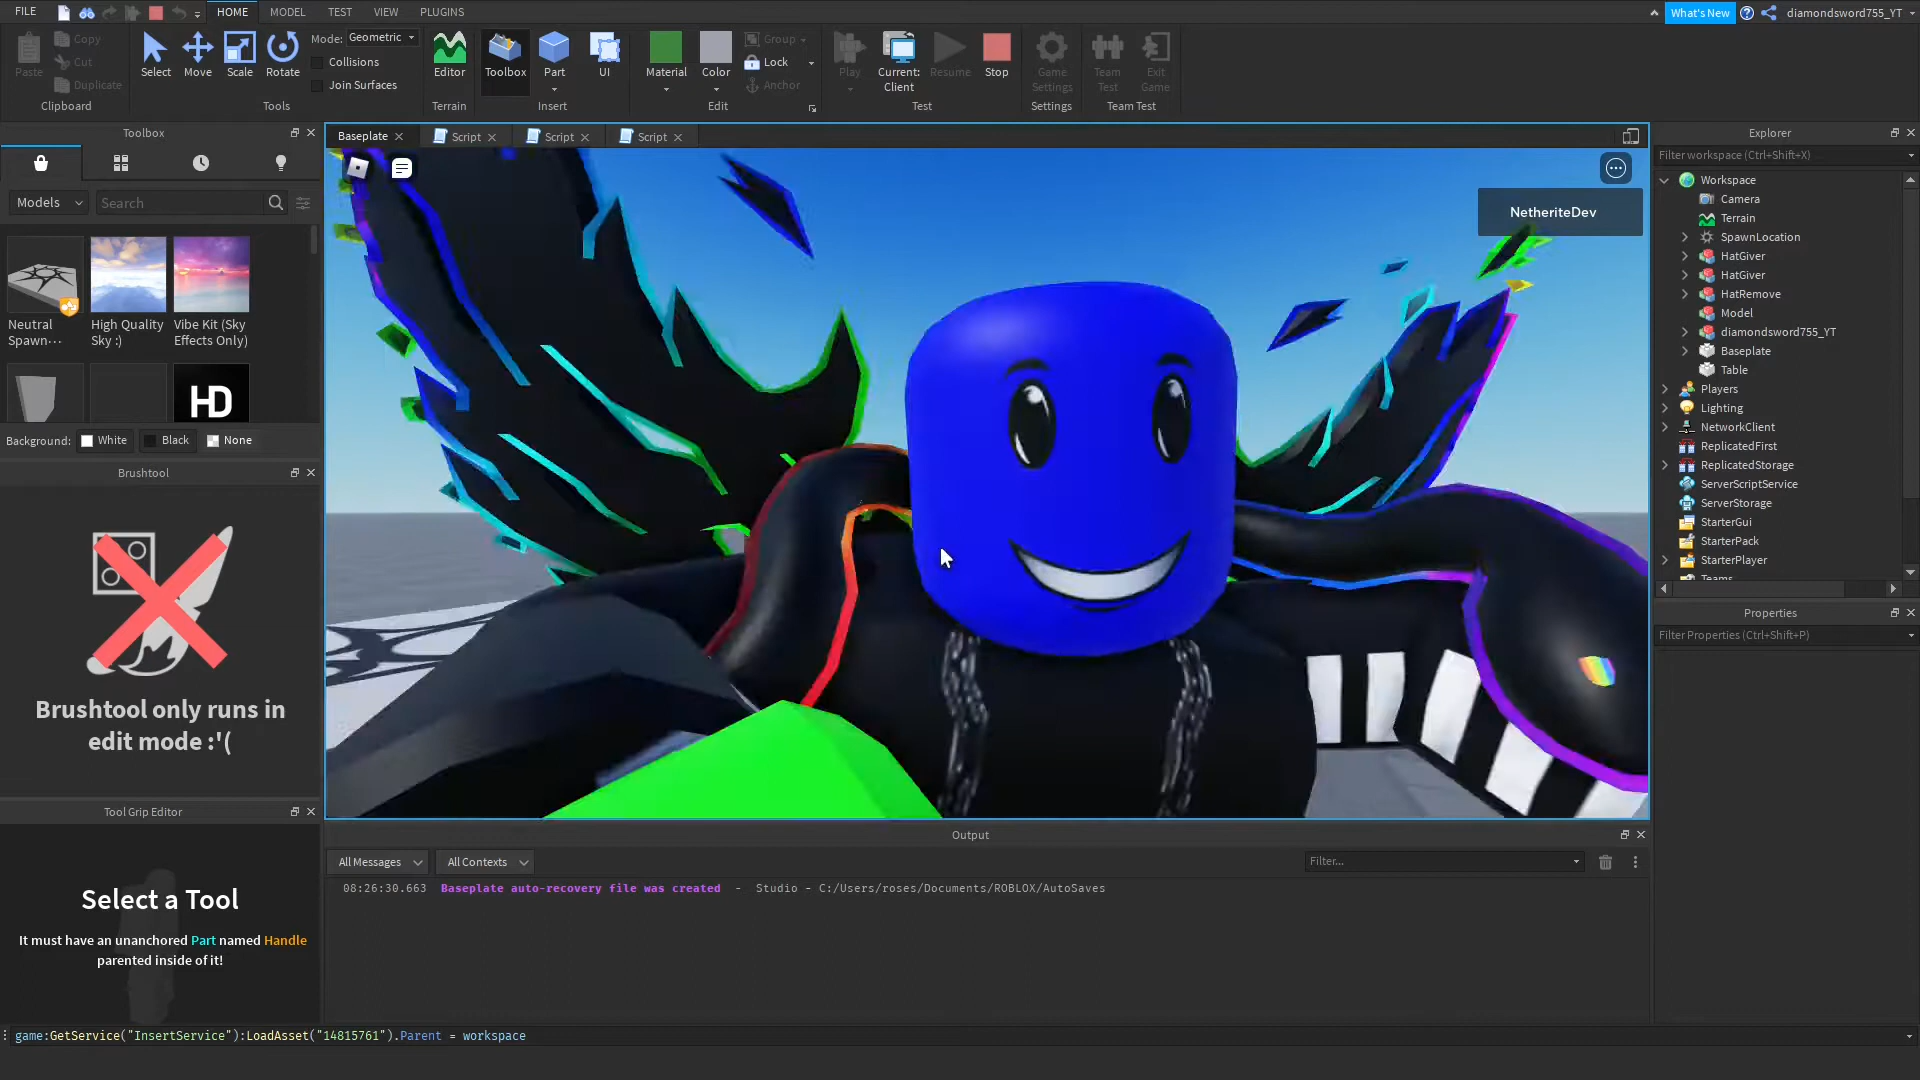 FILE
HOME
MODEL
TEST
VIEW
PLUGINS
What's New
diamondsword755_YT
Paste
Copy
Cut
Duplicate
Clipboard
Select
Move
Scale
Rotate
Mode: Geometric
Collisions
Join Surfaces
Tools
Editor
Terrain
Toolbox
Part
UI
Insert
Material
Color
Group
Lock
Anchor
Edit
Play
Current:
Client
Resume
Stop
Test
Game
Settings
Settings
Team
Test
Exit
Game
Team Test
Toolbox
Models
Search
Neutral
Spawn...
High Quality
Sky :)
Vibe Kit (Sky
Effects Only)
HD
Background:
White
Black
None
Brushtool
Brushtool only runs in
edit mode :'(
Tool Grip Editor
Select a Tool
It must have an unanchored Part named Handle
parented inside of it!
Baseplate
Script
Script
Script
NetheriteDev
Output
All Messages
All Contexts
Filter...
08:26:30.663 Baseplate auto-recovery file was created - Studio - C:/Users/roses/Documents/ROBLOX/AutoSaves
game:GetService("InsertService"):LoadAsset("14815761").Parent = workspace
Explorer
Filter workspace (Ctrl+Shift+X)
Workspace
Camera
Terrain
SpawnLocation
HatGiver
HatGiver
HatRemove
Model
diamondsword755_YT
Baseplate
Table
Players
Lighting
NetworkClient
ReplicatedFirst
ReplicatedStorage
ServerScriptService
ServerStorage
StarterGui
StarterPack
StarterPlayer
Teams
Properties
Filter Properties (Ctrl+Shift+P)